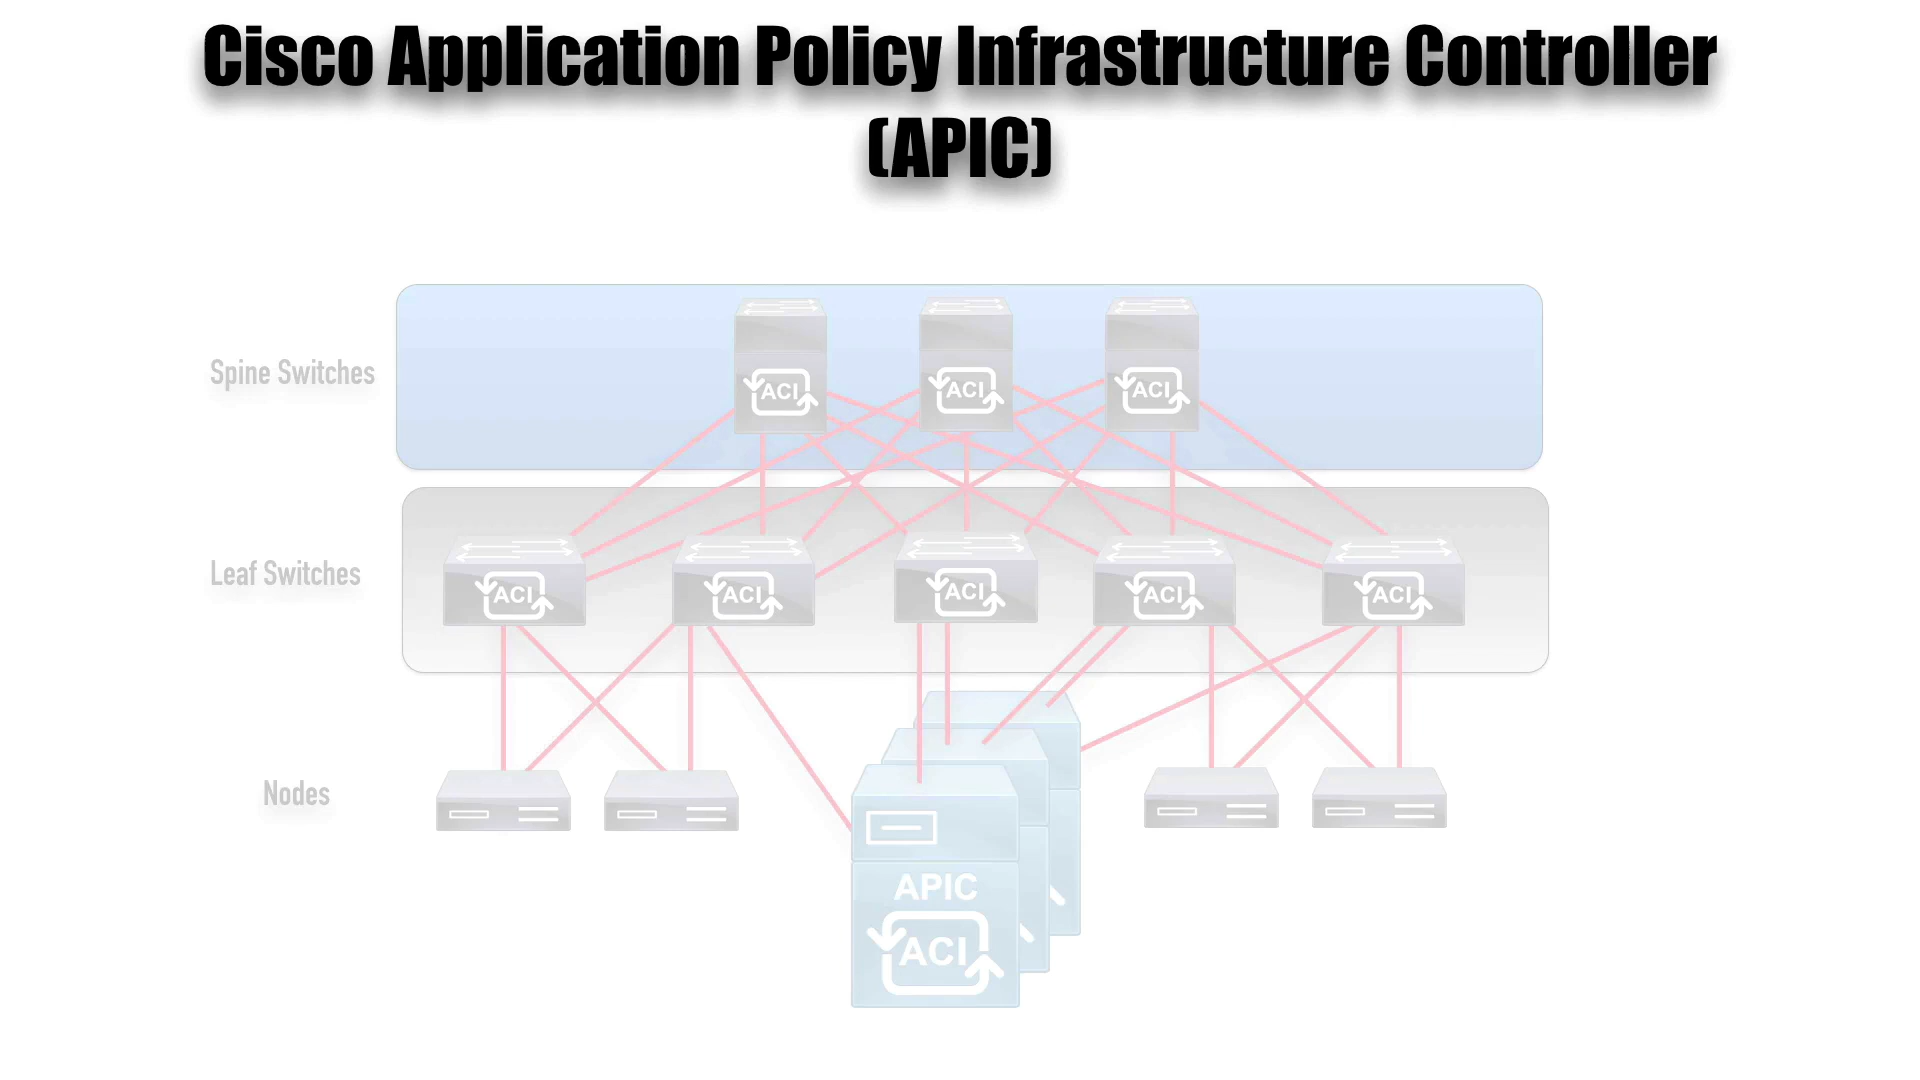 Cisco Application Policy Infrastructure Controller
(APIC)
Spine Switches
ACI
ACI
ACI
Leaf Switches
ACI
ACI
ACI
ACI
ACI
Nodes
APIC
ACI